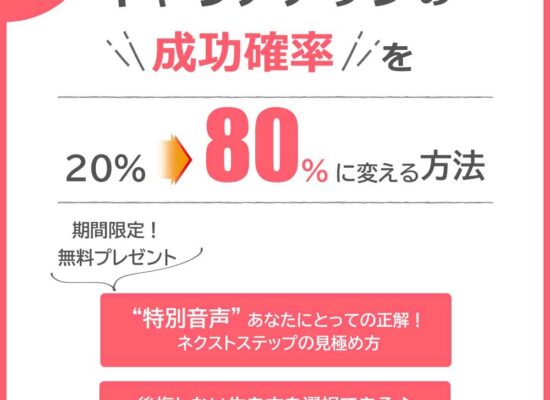 成功確率を
20% 80%に変える方法
期間限定！
無料プレゼント
“特別音声” あなたにとっての正解！
ネクストステップの見極め方